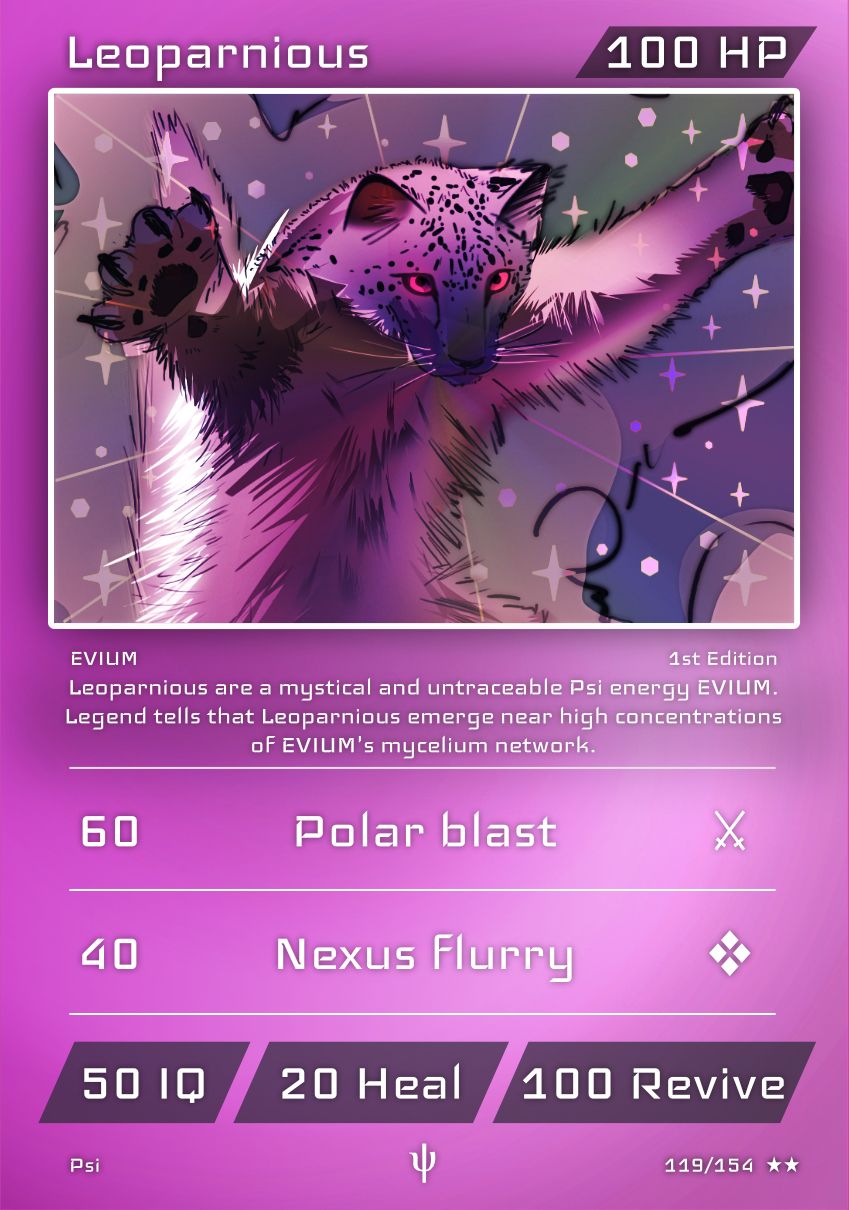 Leoparnious
100 HP
EVIUM
1st Edition
Leoparnious are a mystical and untraceable Psi energy EVIUM.
Legend tells that Leoparnious emerge near high concentrations
of EVIUM's mycelium network.
60 Polar blast
40 Nexus flurry
50 IQ
20 Heal
100 Revive
Psi
ψ
119/154 ★★